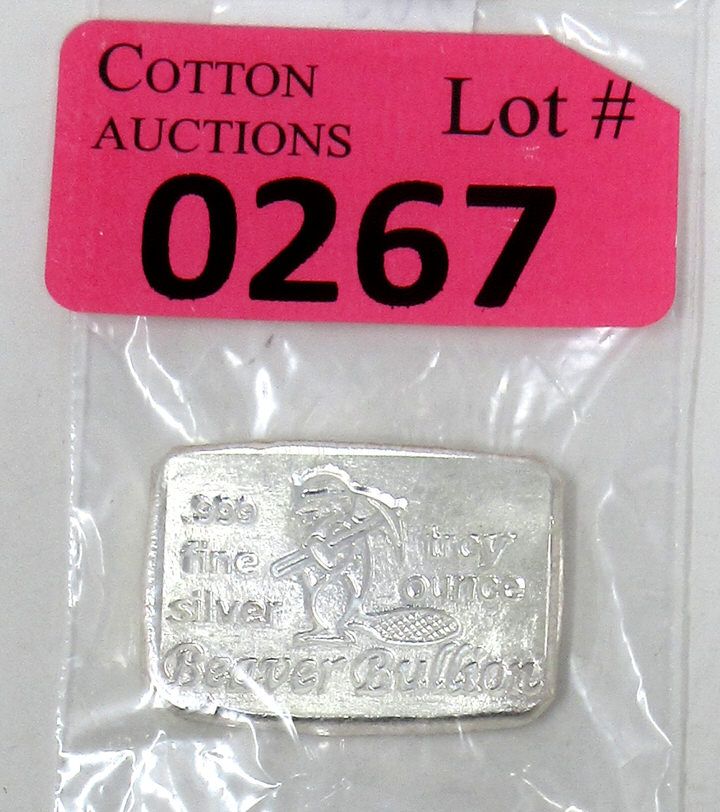 COTTON
AUCTIONS
Lot #
0267
.999
fine
silver
troy
ounce
Beaver Bullion